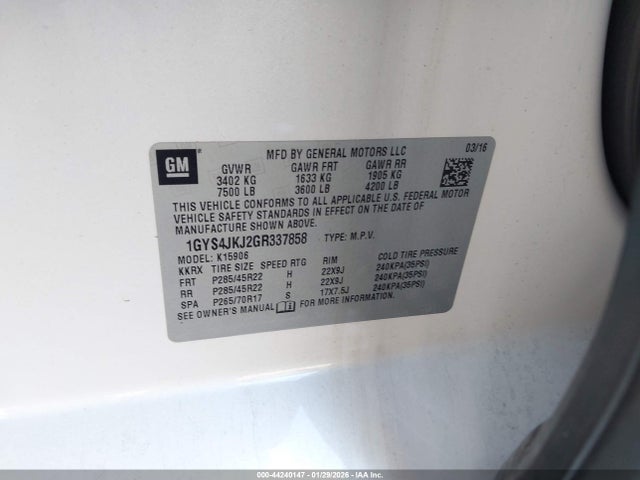 GM
MFD BY GENERAL MOTORS LLC 03/16
GVWR GAWR FRT GAWR RR
3402 KG 1633 KG 1905 KG
7500 LB 3600 LB 4200 LB
THIS VEHICLE CONFORMS TO ALL APPLICABLE U.S. FEDERAL MOTOR
VEHICLE SAFETY STANDARDS IN EFFECT ON THE DATE OF
MANUFACTURE SHOWN ABOVE.
1GYS4JKJ2GR337858 TYPE: M.P.V.
MODEL: K15906
KKRX TIRE SIZE SPEED RTG RIM COLD TIRE PRESSURE
FRT P285/45R22 H 22X9J 240KPA(35PSI)
RR P285/45R22 H 22X9J 240KPA(35PSI)
SPA P265/70R17 S 17X7.5J 240KPA(35PSI)
SEE OWNER'S MANUAL FOR MORE INFORMATION.
000-44240147 | 01/29/2026 - IAA Inc.